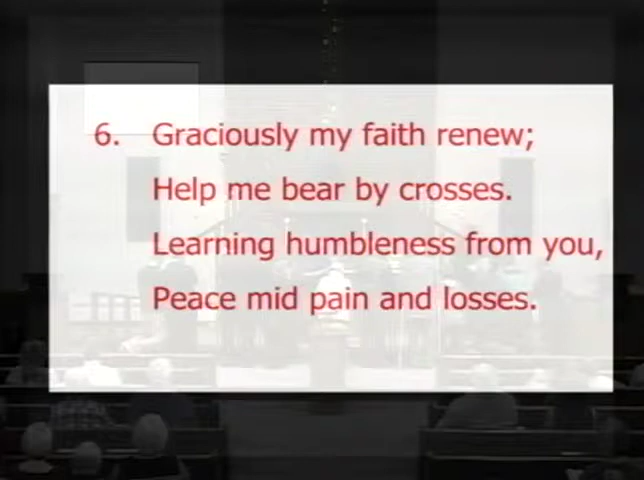 6. Graciously my faith renew;
Help me bear by crosses.
Learning humbleness from you,
Peace mid pain and losses.